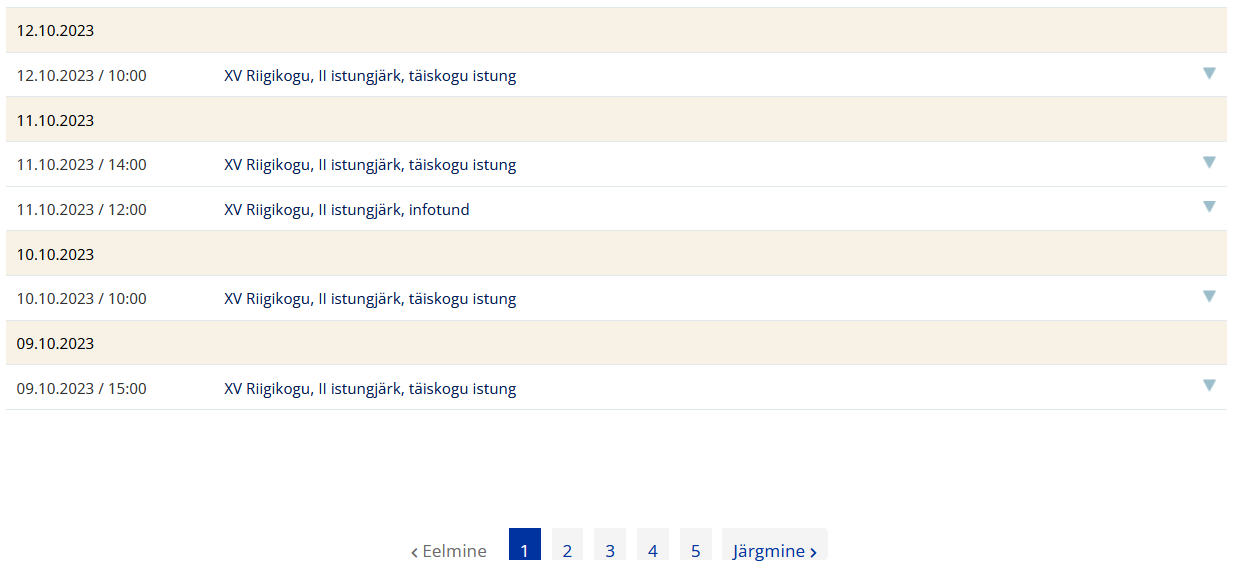 12.10.2023
12.10.2023 / 10:00 XV Riigikogu, II istungjärk, täiskogu istung
11.10.2023
11.10.2023 / 14:00 XV Riigikogu, II istungjärk, täiskogu istung
11.10.2023 / 12:00 XV Riigikogu, II istungjärk, infotund
10.10.2023
10.10.2023 / 10:00 XV Riigikogu, II istungjärk, täiskogu istung
09.10.2023
09.10.2023 / 15:00 XV Riigikogu, II istungjärk, täiskogu istung
‹ Eelmine 1 2 3 4 5 Järgmine ›